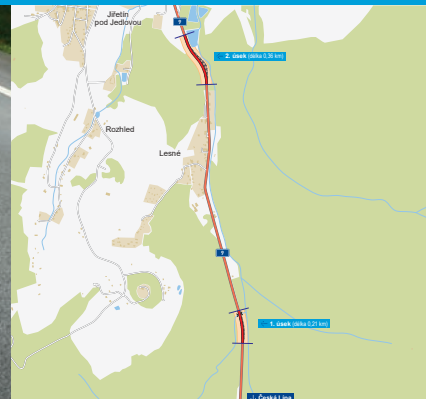 Jiřetín
pod Jedlovou
9
2. úsek (délka 0,36 km)
Rozhled
Lesné
9
1. úsek (délka 0,21 km)
↓ Česká Lípa